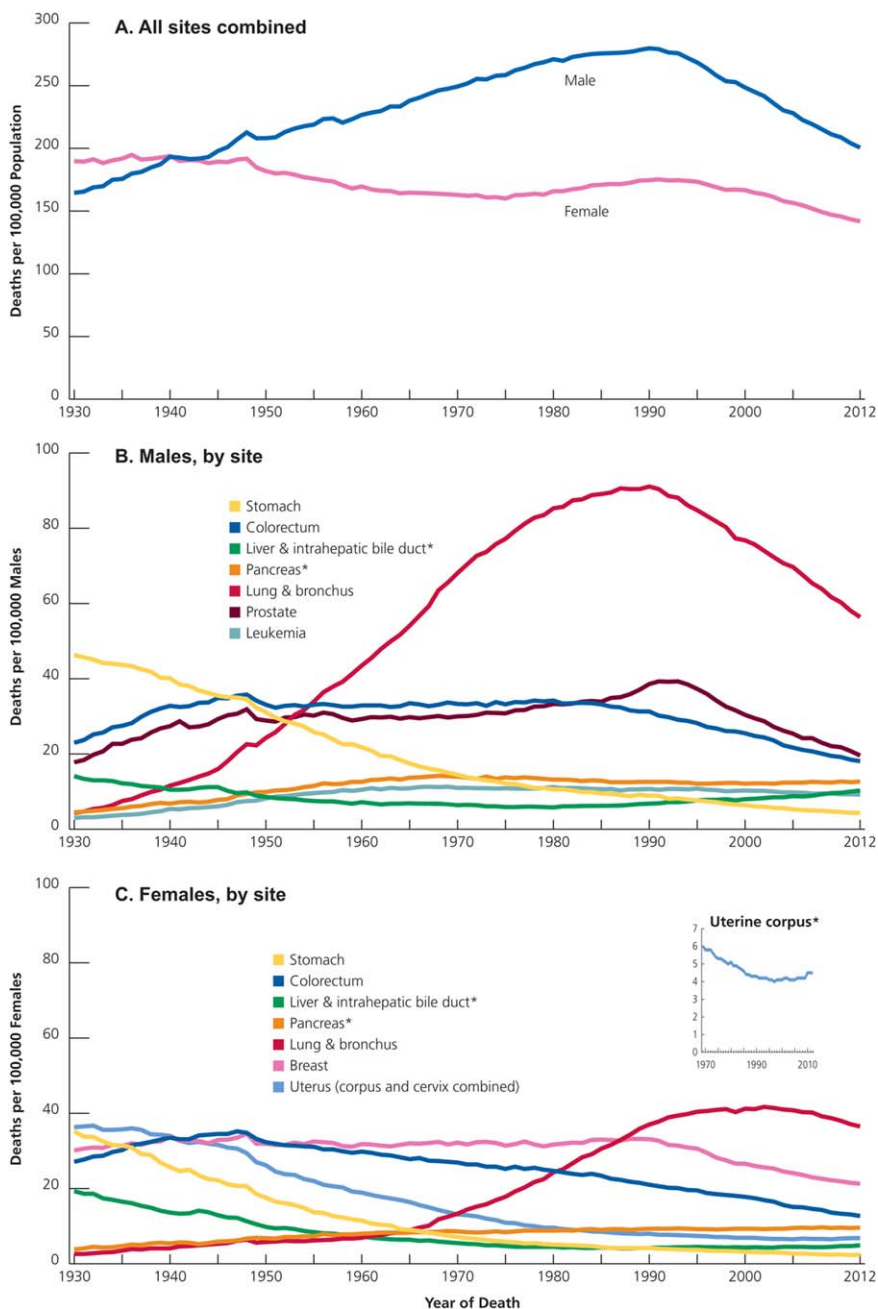 A. All sites combined
Deaths per 100,000 Population
300
250
200
150
100
50
0
Male
Female
1930 1940 1950 1960 1970 1980 1990 2000 2012
B. Males, by site
Deaths per 100,000 Males
100
80
60
40
20
0
Stomach
Colorectum
Liver & intrahepatic bile duct*
Pancreas*
Lung & bronchus
Prostate
Leukemia
1930 1940 1950 1960 1970 1980 1990 2000 2012
C. Females, by site
Deaths per 100,000 Females
100
80
60
40
20
0
Stomach
Colorectum
Liver & intrahepatic bile duct*
Pancreas*
Lung & bronchus
Breast
Uterus (corpus and cervix combined)
Uterine corpus*
7
6
5
4
3
2
1
0
1970 1980 1990 2000 2010
1930 1940 1950 1960 1970 1980 1990 2000 2012
Year of Death